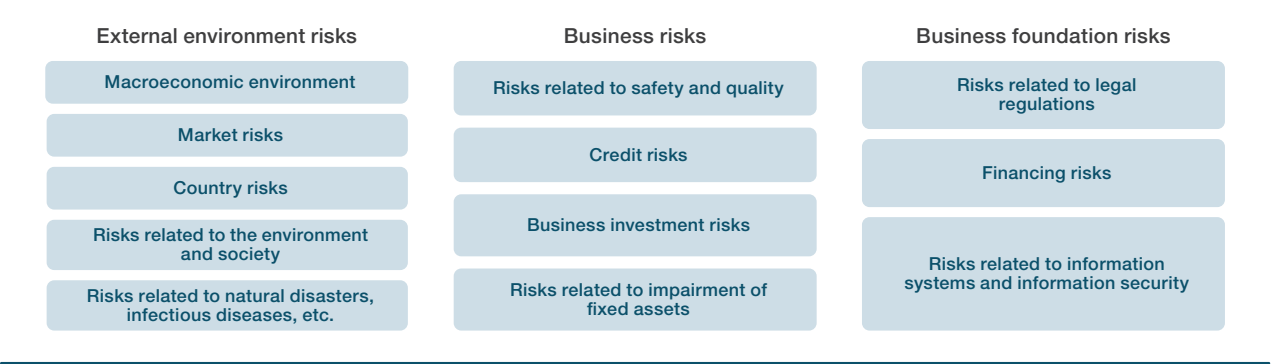 External environment risks
Macroeconomic environment
Market risks
Country risks
Risks related to the environment
and society
Risks related to natural disasters,
infectious diseases, etc.
Business risks
Risks related to safety and quality
Credit risks
Business investment risks
Risks related to impairment of
fixed assets
Business foundation risks
Risks related to legal
regulations
Financing risks
Risks related to information
systems and information security